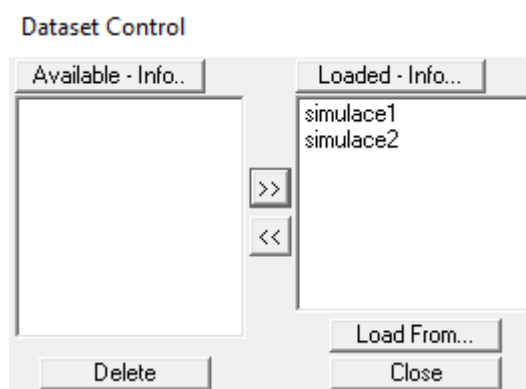 Dataset Control
Available - Info..
Loaded - Info...
simulace1
simulace2
>>
<<
Load From...
Delete
Close